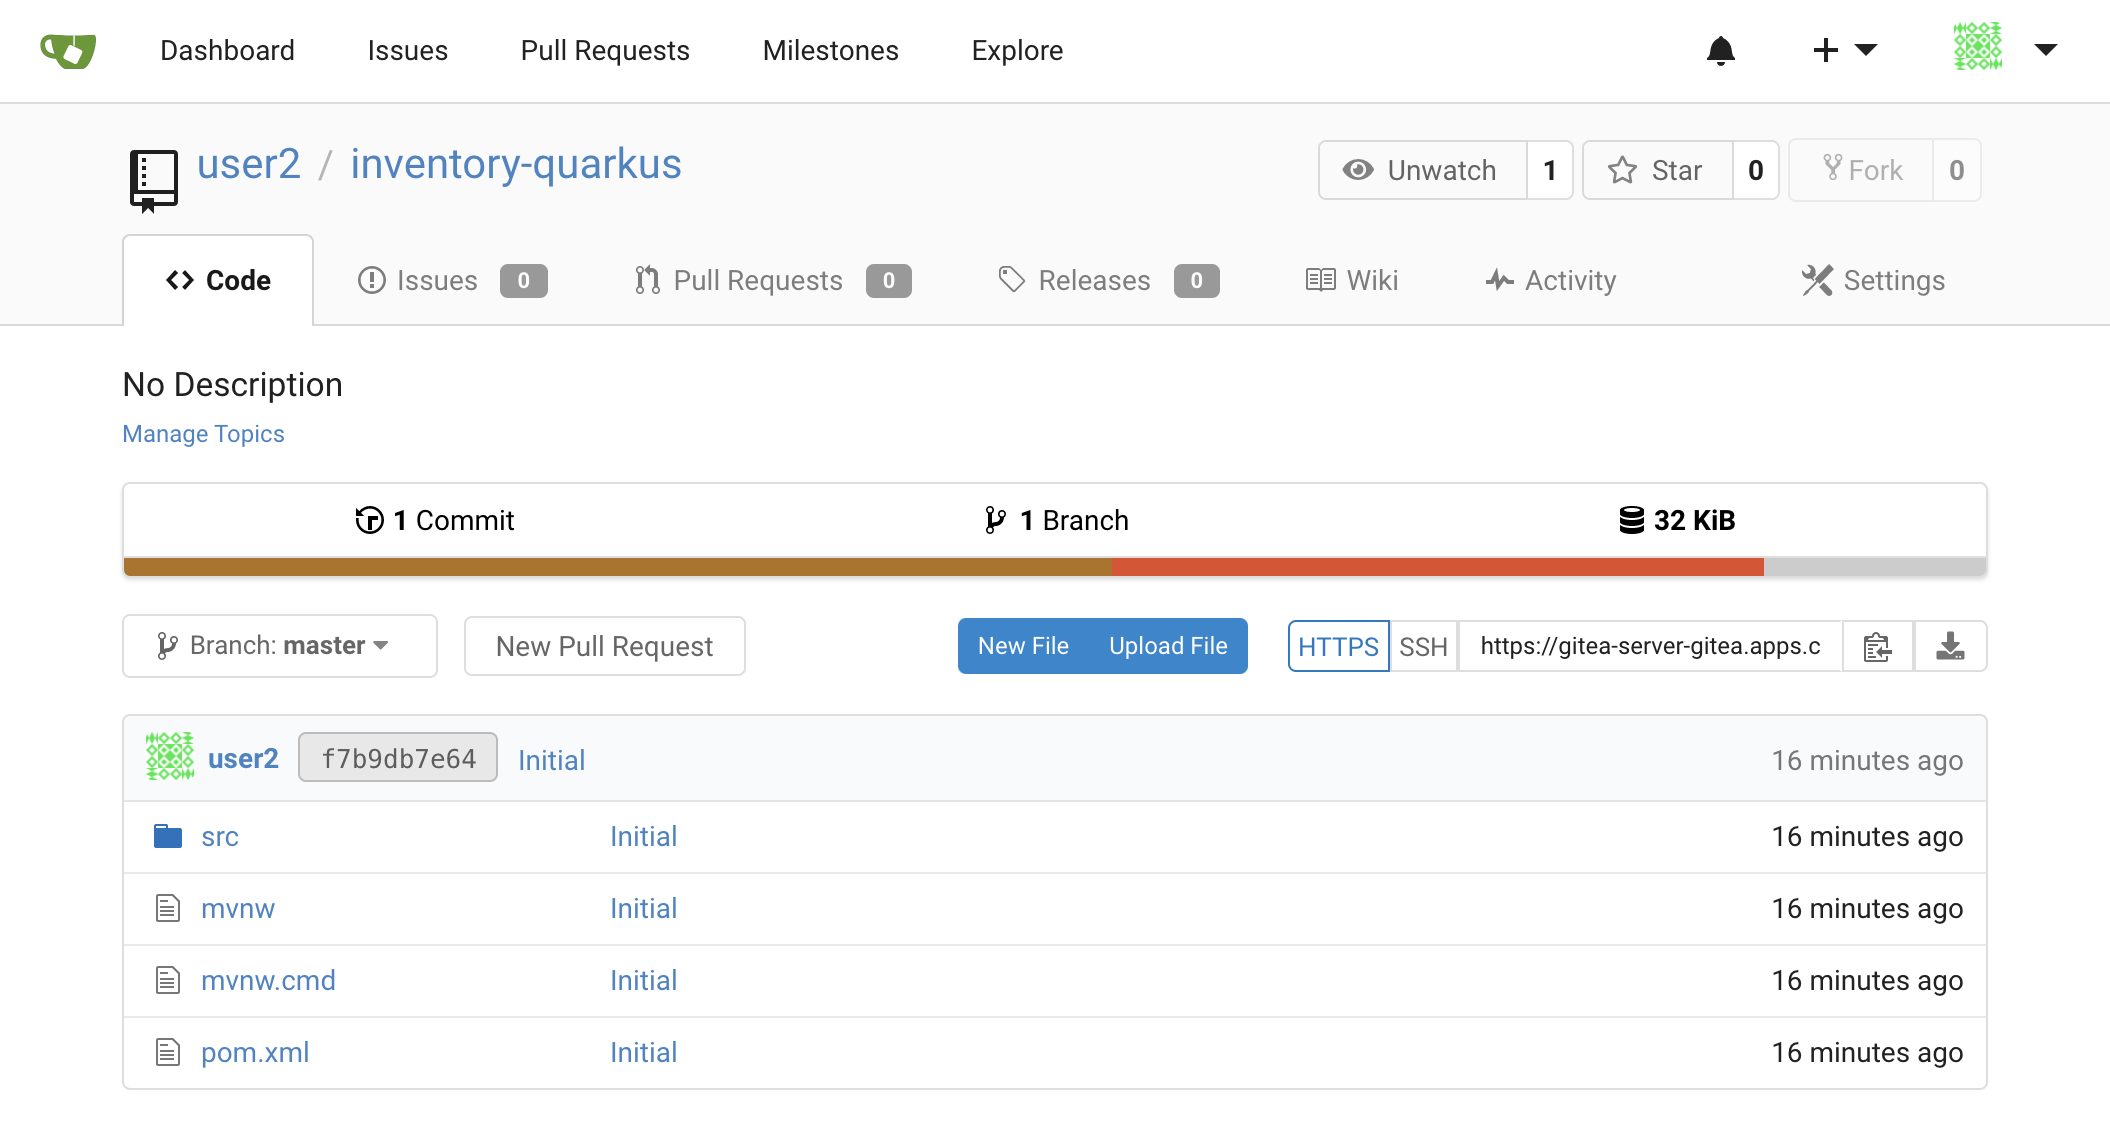 Dashboard Issues Pull Requests Milestones Explore
user2 / inventory-quarkus Unwatch 1 Star 0 Fork 0
Code Issues 0 Pull Requests 0 Releases 0 Wiki Activity Settings
No Description
Manage Topics
1 Commit 1 Branch 32 KiB
Branch: master New Pull Request New File Upload File HTTPS SSH https://gitea-server-gitea.apps.c
user2 f7b9db7e64 Initial 16 minutes ago
src Initial 16 minutes ago
mvnw Initial 16 minutes ago
mvnw.cmd Initial 16 minutes ago
pom.xml Initial 16 minutes ago